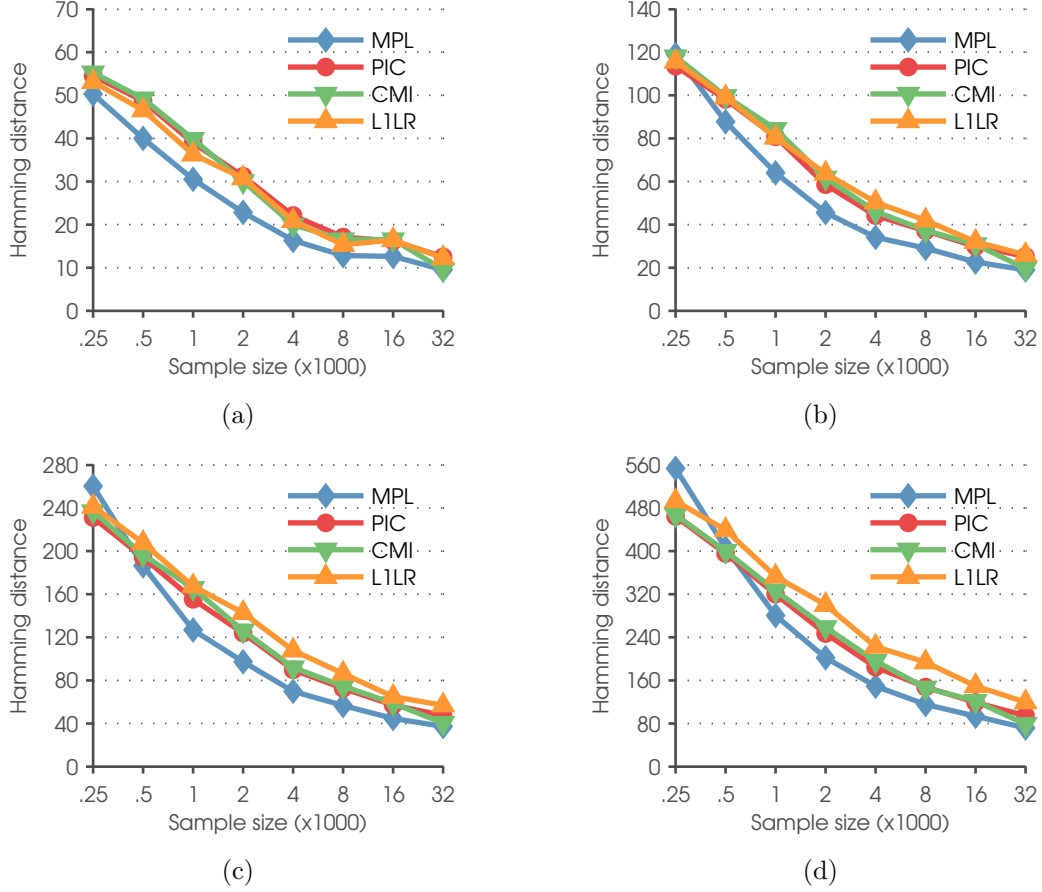 70
60
50
40
30
20
10
0
Hamming distance
MPL
PIC
CMI
L1LR
.25 .5 1 2 4 8 16 32
Sample size (x1000)
(a)
140
120
100
80
60
40
20
0
Hamming distance
MPL
PIC
CMI
L1LR
.25 .5 1 2 4 8 16 32
Sample size (x1000)
(b)
280
240
200
160
120
80
40
0
Hamming distance
MPL
PIC
CMI
L1LR
.25 .5 1 2 4 8 16 32
Sample size (x1000)
(c)
560
480
400
320
240
160
80
0
Hamming distance
MPL
PIC
CMI
L1LR
.25 .5 1 2 4 8 16 32
Sample size (x1000)
(d)